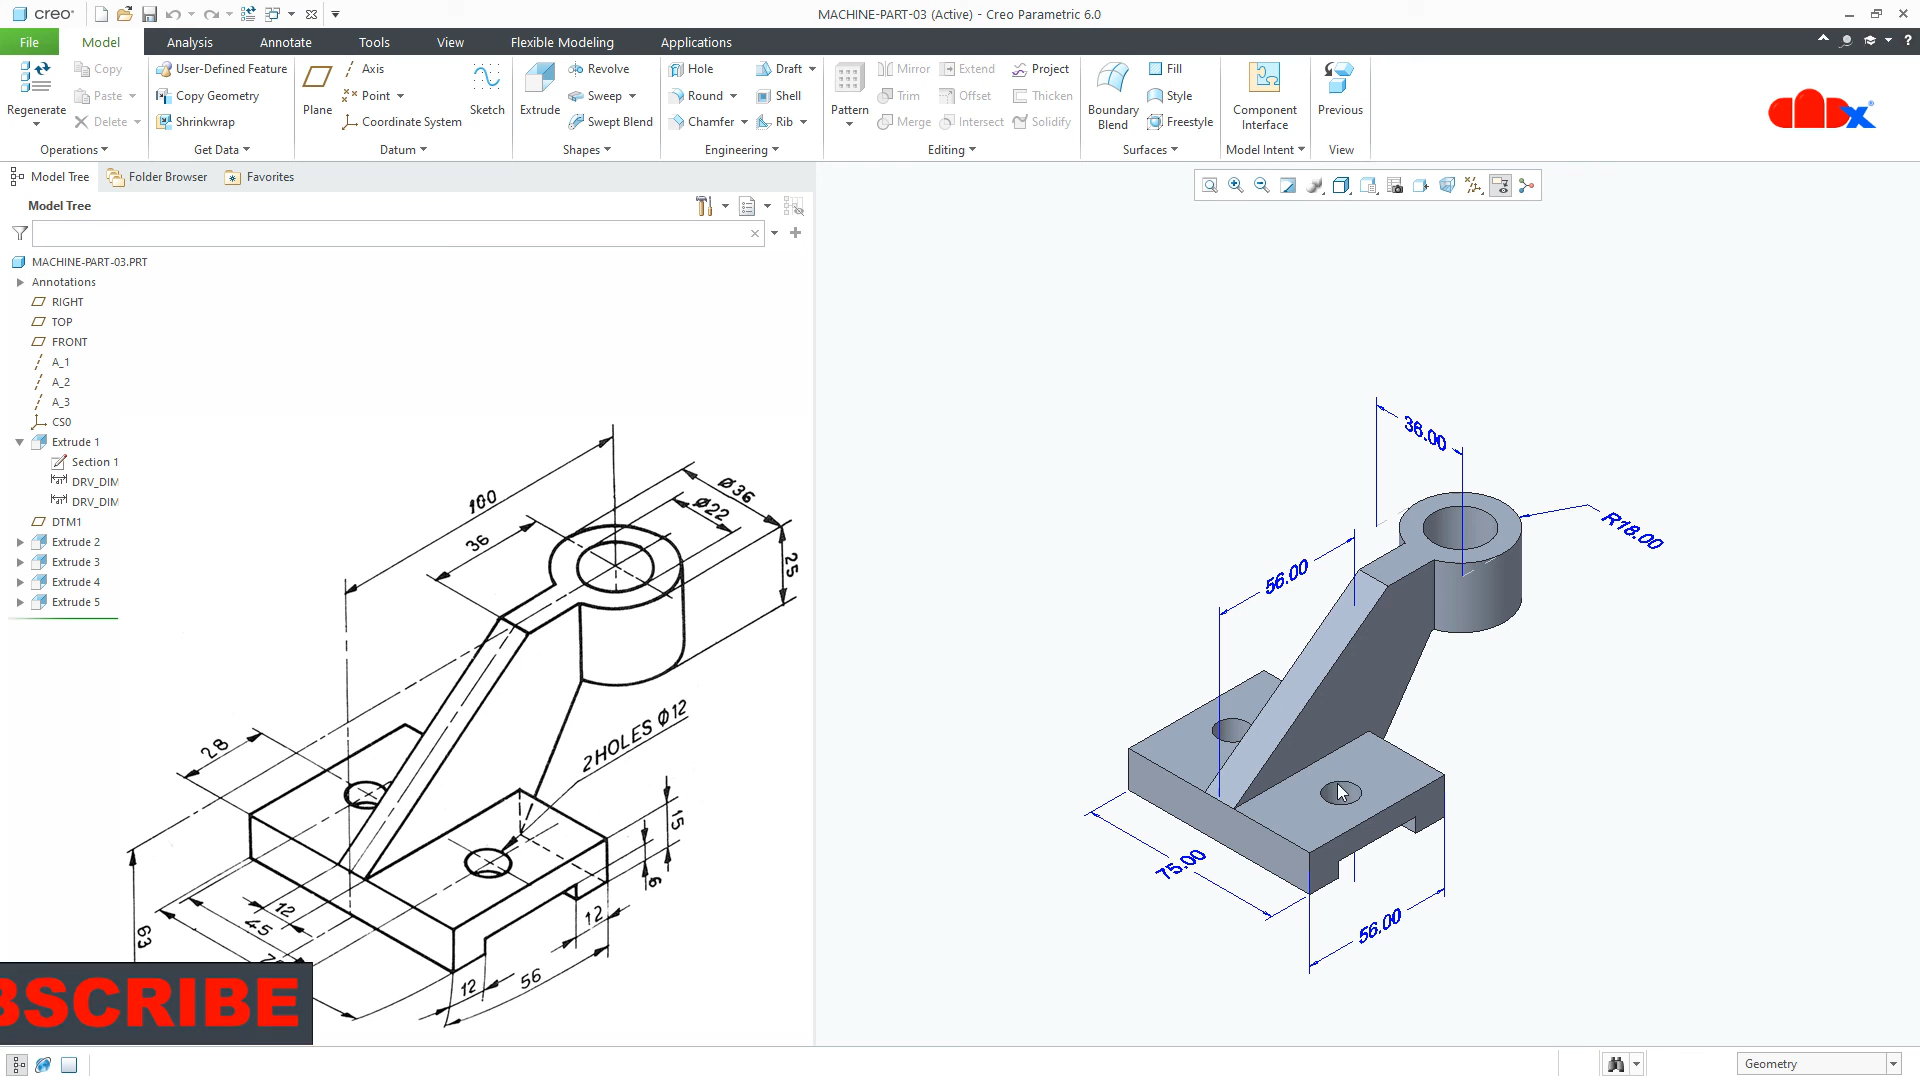 creo®
MACHINE-PART-03 (Active) - Creo Parametric 6.0
File Model Analysis Annotate Tools View Flexible Modeling Applications
Regenerate
Copy
Paste
Delete
Operations
User-Defined Feature
Copy Geometry
Shrinkwrap
Get Data
Plane
Axis
Point
Coordinate System
Sketch
Datum
Extrude
Revolve
Sweep
Swept Blend
Shapes
Hole
Round
Chamfer
Draft
Shell
Rib
Engineering
Pattern
Mirror
Trim
Merge
Extend
Offset
Intersect
Project
Thicken
Solidify
Editing
Boundary
Blend
Fill
Style
Freestyle
Surfaces
Component
Interface
Model Intent
Previous
View
Model Tree Folder Browser Favorites
Model Tree
MACHINE-PART-03.PRT
Annotations
RIGHT
TOP
FRONT
A_1
A_2
A_3
CS0
Extrude 1
Section 1
DRV_DIM
DRV_DIM
DTM1
Extrude 2
Extrude 3
Extrude 4
Extrude 5
100
36
Ø36
Ø22
25
28
2 HOLES Ø12
15
6
12
45
63
12
12
56
BSCRIBE
36.00
R18.00
56.00
75.00
56.00
Geometry